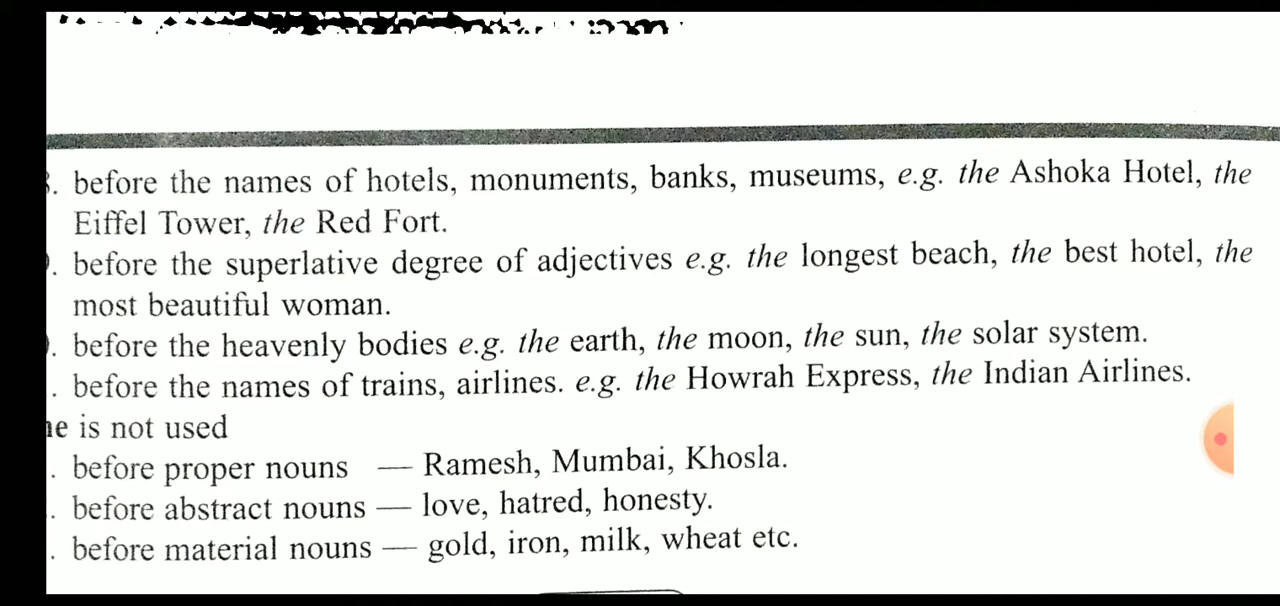 . before the names of hotels, monuments, banks, museums, e.g. the Ashoka Hotel, the
Eiffel Tower, the Red Fort.
. before the superlative degree of adjectives e.g. the longest beach, the best hotel, the
most beautiful woman.
. before the heavenly bodies e.g. the earth, the moon, the sun, the solar system.
. before the names of trains, airlines. e.g. the Howrah Express, the Indian Airlines.
is not used
. before proper nouns — Ramesh, Mumbai, Khosla.
. before abstract nouns — love, hatred, honesty.
. before material nouns — gold, iron, milk, wheat etc.